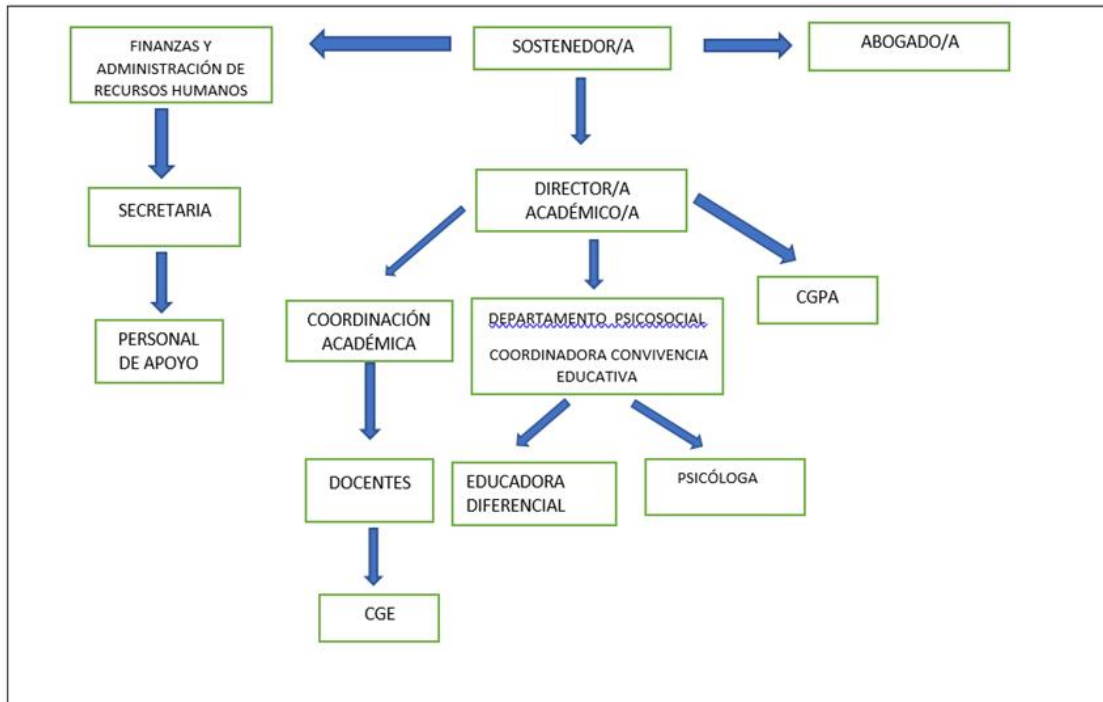 FINANZAS Y
ADMINISTRACIÓN DE
RECURSOS HUMANOS
SOSTENEDOR/A
ABOGADO/A
SECRETARIA
DIRECTOR/A
ACADÉMICO/A
PERSONAL
DE APOYO
COORDINACIÓN
ACADÉMICA
DEPARTAMENTO PSICOSOCIAL
COORDINADORA CONVIVENCIA
EDUCATIVA
CGPA
DOCENTES
EDUCADORA
DIFERENCIAL
PSICÓLOGA
CGE